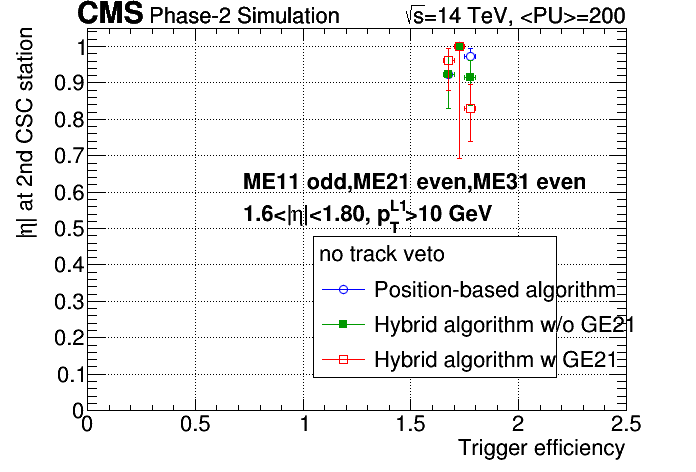 CMS Phase-2 Simulation √s=14 TeV, <PU>=200
|η| at 2nd CSC station
1
0.9
0.8
0.7
0.6
0.5
0.4
0.3
0.2
0.1
0
ME11 odd,ME21 even,ME31 even
1.6<|η|<1.80, p_T^L1>10 GeV
no track veto
Position-based algorithm
Hybrid algorithm w/o GE21
Hybrid algorithm w GE21
0 0.5 1 1.5 2 2.5
Trigger efficiency